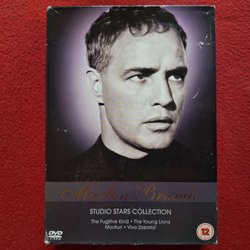 Marlon Brando
STUDIO STARS COLLECTION
The Fugitive Kind • The Young Lions
Morituri • Viva Zapata!
DVD
12